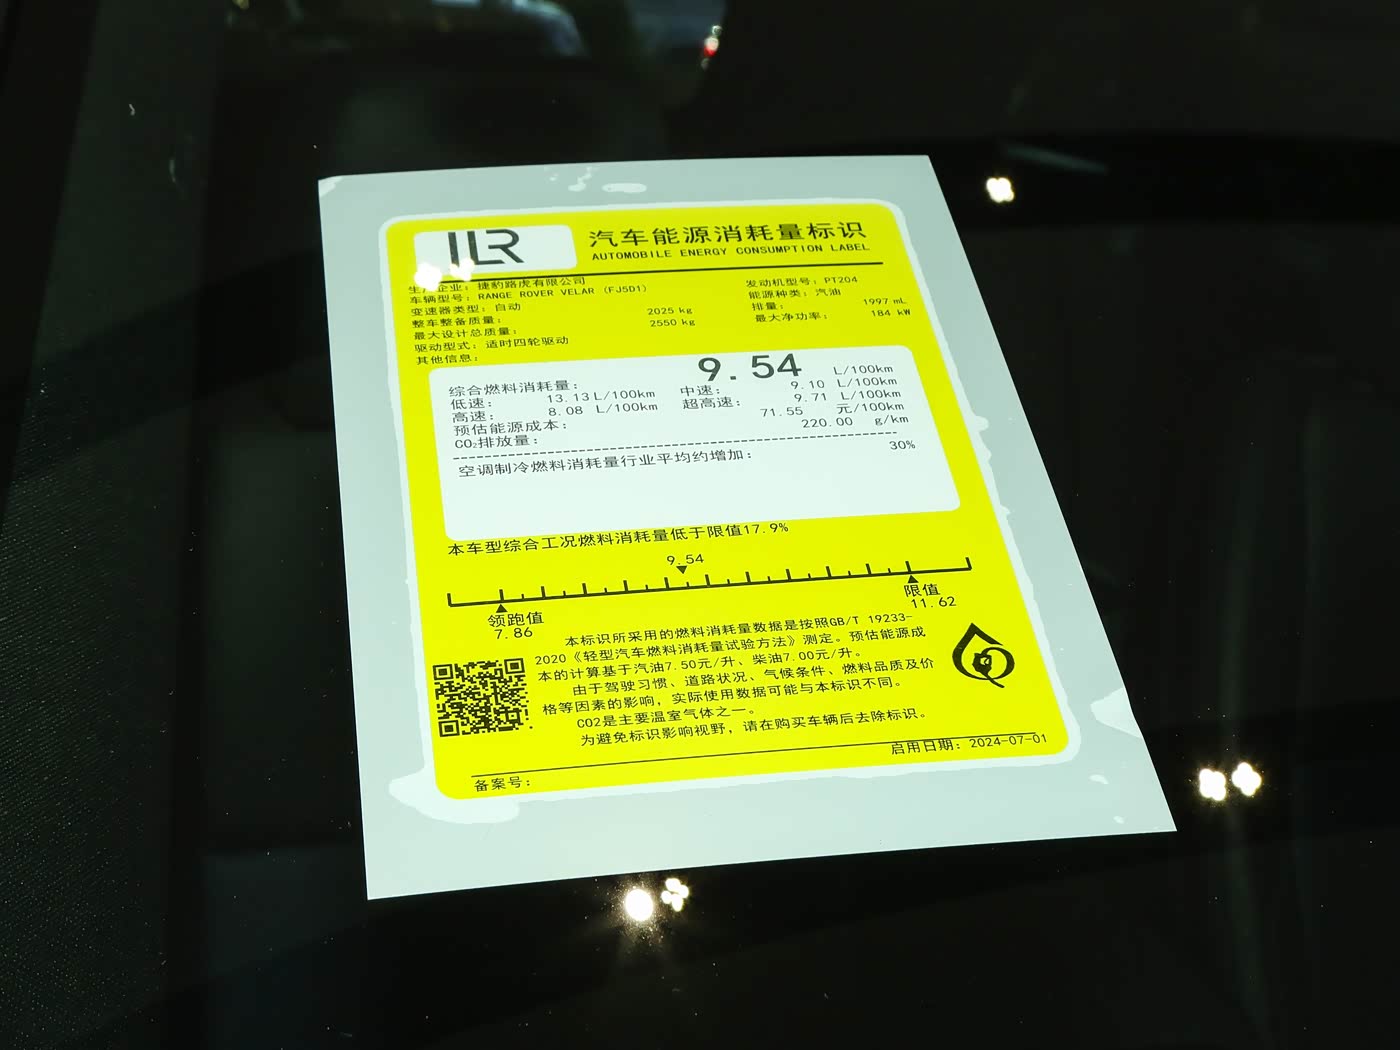 JLR
汽车能源消耗量标识
AUTOMOBILE ENERGY CONSUMPTION LABEL
生产企业：捷豹路虎有限公司
车辆型号：RANGE ROVER VELAR (FJ5D1)
发动机型号：PT204
变速器类型：自动
能源种类：汽油
整车整备质量： 2025 kg
排量： 1997 mL
最大设计总质量： 2550 kg
最大净功率： 184 kW
驱动型式：适时四轮驱动
其他信息：
综合燃料消耗量： 9.54 L/100km
低速： 13.13 L/100km 中速： 9.10 L/100km
高速： 8.08 L/100km 超高速： 9.71 L/100km
预估能源成本： 71.55 元/100km
CO₂排放量： 220.00 g/km
空调制冷燃料消耗量行业平均约增加： 30%
本车型综合工况燃料消耗量低于限值17.9%
9.54
领跑值
7.86
限值
11.62
本标识所采用的燃料消耗量数据是按照GB/T 19233-
2020《轻型汽车燃料消耗量试验方法》测定。预估能源成
本的计算基于汽油7.50元/升、柴油7.00元/升。
由于驾驶习惯、道路状况、气候条件、燃料品质及价
格等因素的影响，实际使用数据可能与本标识不同。
CO2是主要温室气体之一。
为避免标识影响视野，请在购买车辆后去除标识。
备案号：
启用日期：2024-07-01